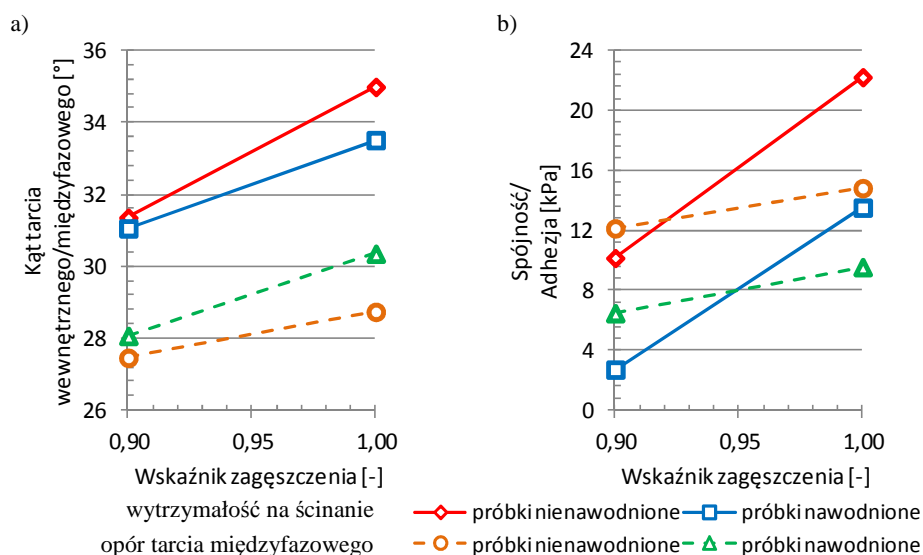 a)
b)
Kąt tarcia
wewnętrznego/międzyfazowego [°]
36
34
32
30
28
26
0,90
0,95
1,00
Wskaźnik zagęszczenia [-]
Spójność/
Adhezja [kPa]
24
20
16
12
8
4
0
0,90
0,95
1,00
Wskaźnik zagęszczenia [-]
wytrzymałość na ścinanie
próbki nienawodnione
próbki nawodnione
opór tarcia międzyfazowego
próbki nienawodnione
próbki nawodnione